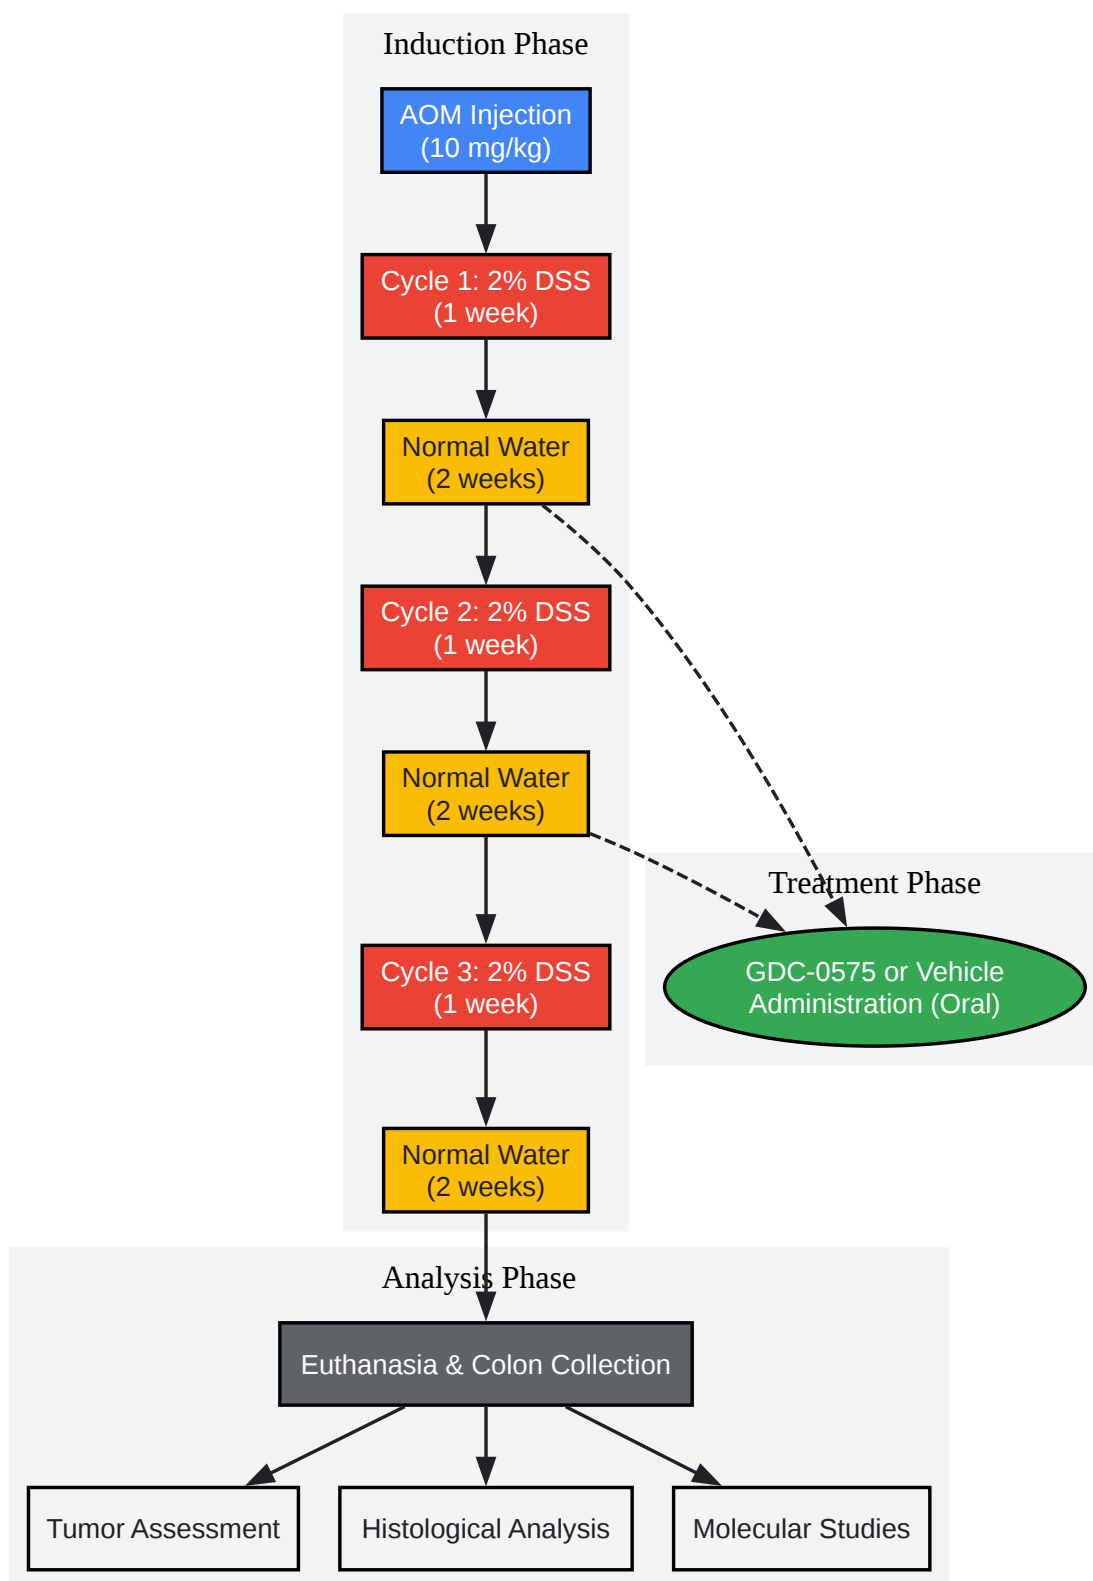 Induction Phase
AOM Injection
(10 mg/kg)
Cycle 1: 2% DSS
(1 week)
Normal Water
(2 weeks)
Cycle 2: 2% DSS
(1 week)
Normal Water
(2 weeks)
Treatment Phase
GDC-0575 or Vehicle
Administration (Oral)
Cycle 3: 2% DSS
(1 week)
Normal Water
(2 weeks)
Analysis Phase
Euthanasia & Colon Collection
Tumor Assessment
Histological Analysis
Molecular Studies